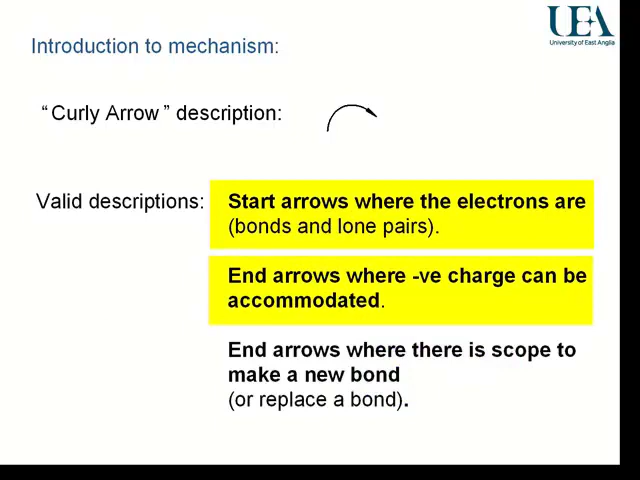 UEA
University of East Anglia
Introduction to mechanism:
“Curly Arrow” description:
Valid descriptions:
Start arrows where the electrons are
(bonds and lone pairs).
End arrows where -ve charge can be
accommodated.
End arrows where there is scope to
make a new bond
(or replace a bond).